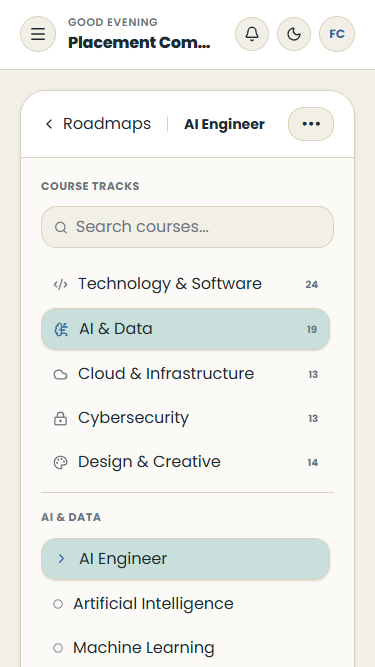 GOOD EVENING
Placement Com...
FC
Roadmaps
AI Engineer
COURSE TRACKS
Search courses...
Technology & Software 24
AI & Data 19
Cloud & Infrastructure 13
Cybersecurity 13
Design & Creative 14
AI & DATA
AI Engineer
Artificial Intelligence
Machine Learning